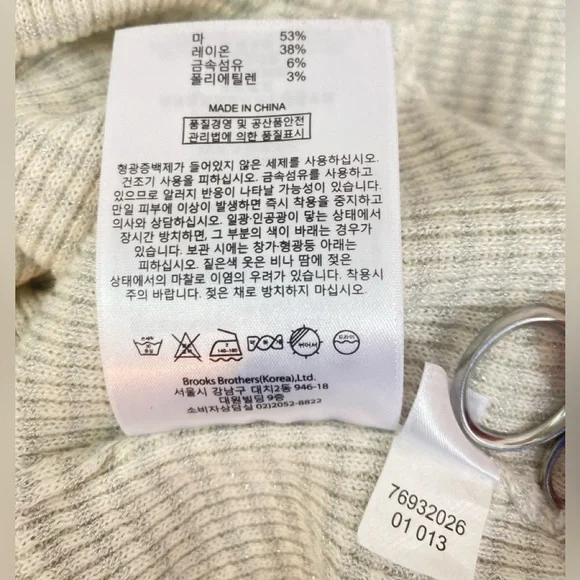 마 53%
레이온 38%
금속섬유 6%
폴리에틸렌 3%
MADE IN CHINA
품질경영 및 공산품안전
관리법에 의한 품질표시
형광증백제가 들어있지 않은 세제를 사용하십시오.
건조기 사용을 피하십시오. 금속섬유를 사용하고
있으므로 알러지 반응이 나타날 가능성이 있습니다.
만일 피부에 이상이 발생하면 즉시 착용을 중지하고
의사와 상담하십시오. 일광·인공광이 닿는 상태에서
장시간 방치하면, 그 부분의 색이 바래는 경우가
있습니다. 보관 시에는 창가·형광등 아래는
피하십시오. 짙은색 옷은 비나 땀에 젖은
상태에서의 마찰로 이염의 우려가 있습니다. 착용시
주의 바랍니다. 젖은 채로 방치하지 마십시오.
140-160 뉘어서 드라이
Brooks Brothers(Korea),Ltd.
서울시 강남구 대치2동 946-18
대원빌딩 9층
소비자상담실 02)2052-8822
76932026
01 013